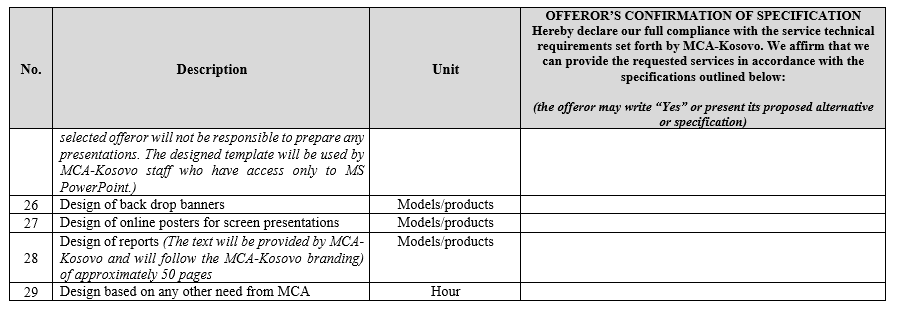 No.
Description
Unit
OFFEROR'S CONFIRMATION OF SPECIFICATION
Hereby declare our full compliance with the service technical
requirements set forth by MCA-Kosovo. We affirm that we
can provide the requested services in accordance with the
specifications outlined below:
(the offeror may write “Yes” or present its proposed alternative
or specification)
selected offeror will not be responsible to prepare any
presentations. The designed template will be used by
MCA-Kosovo staff who have access only to MS
PowerPoint.)
26 Design of back drop banners Models/products
27 Design of online posters for screen presentations Models/products
28 Design of reports (The text will be provided by MCA- Models/products
Kosovo and will follow the MCA-Kosovo branding)
of approximately 50 pages
29 Design based on any other need from MCA Hour